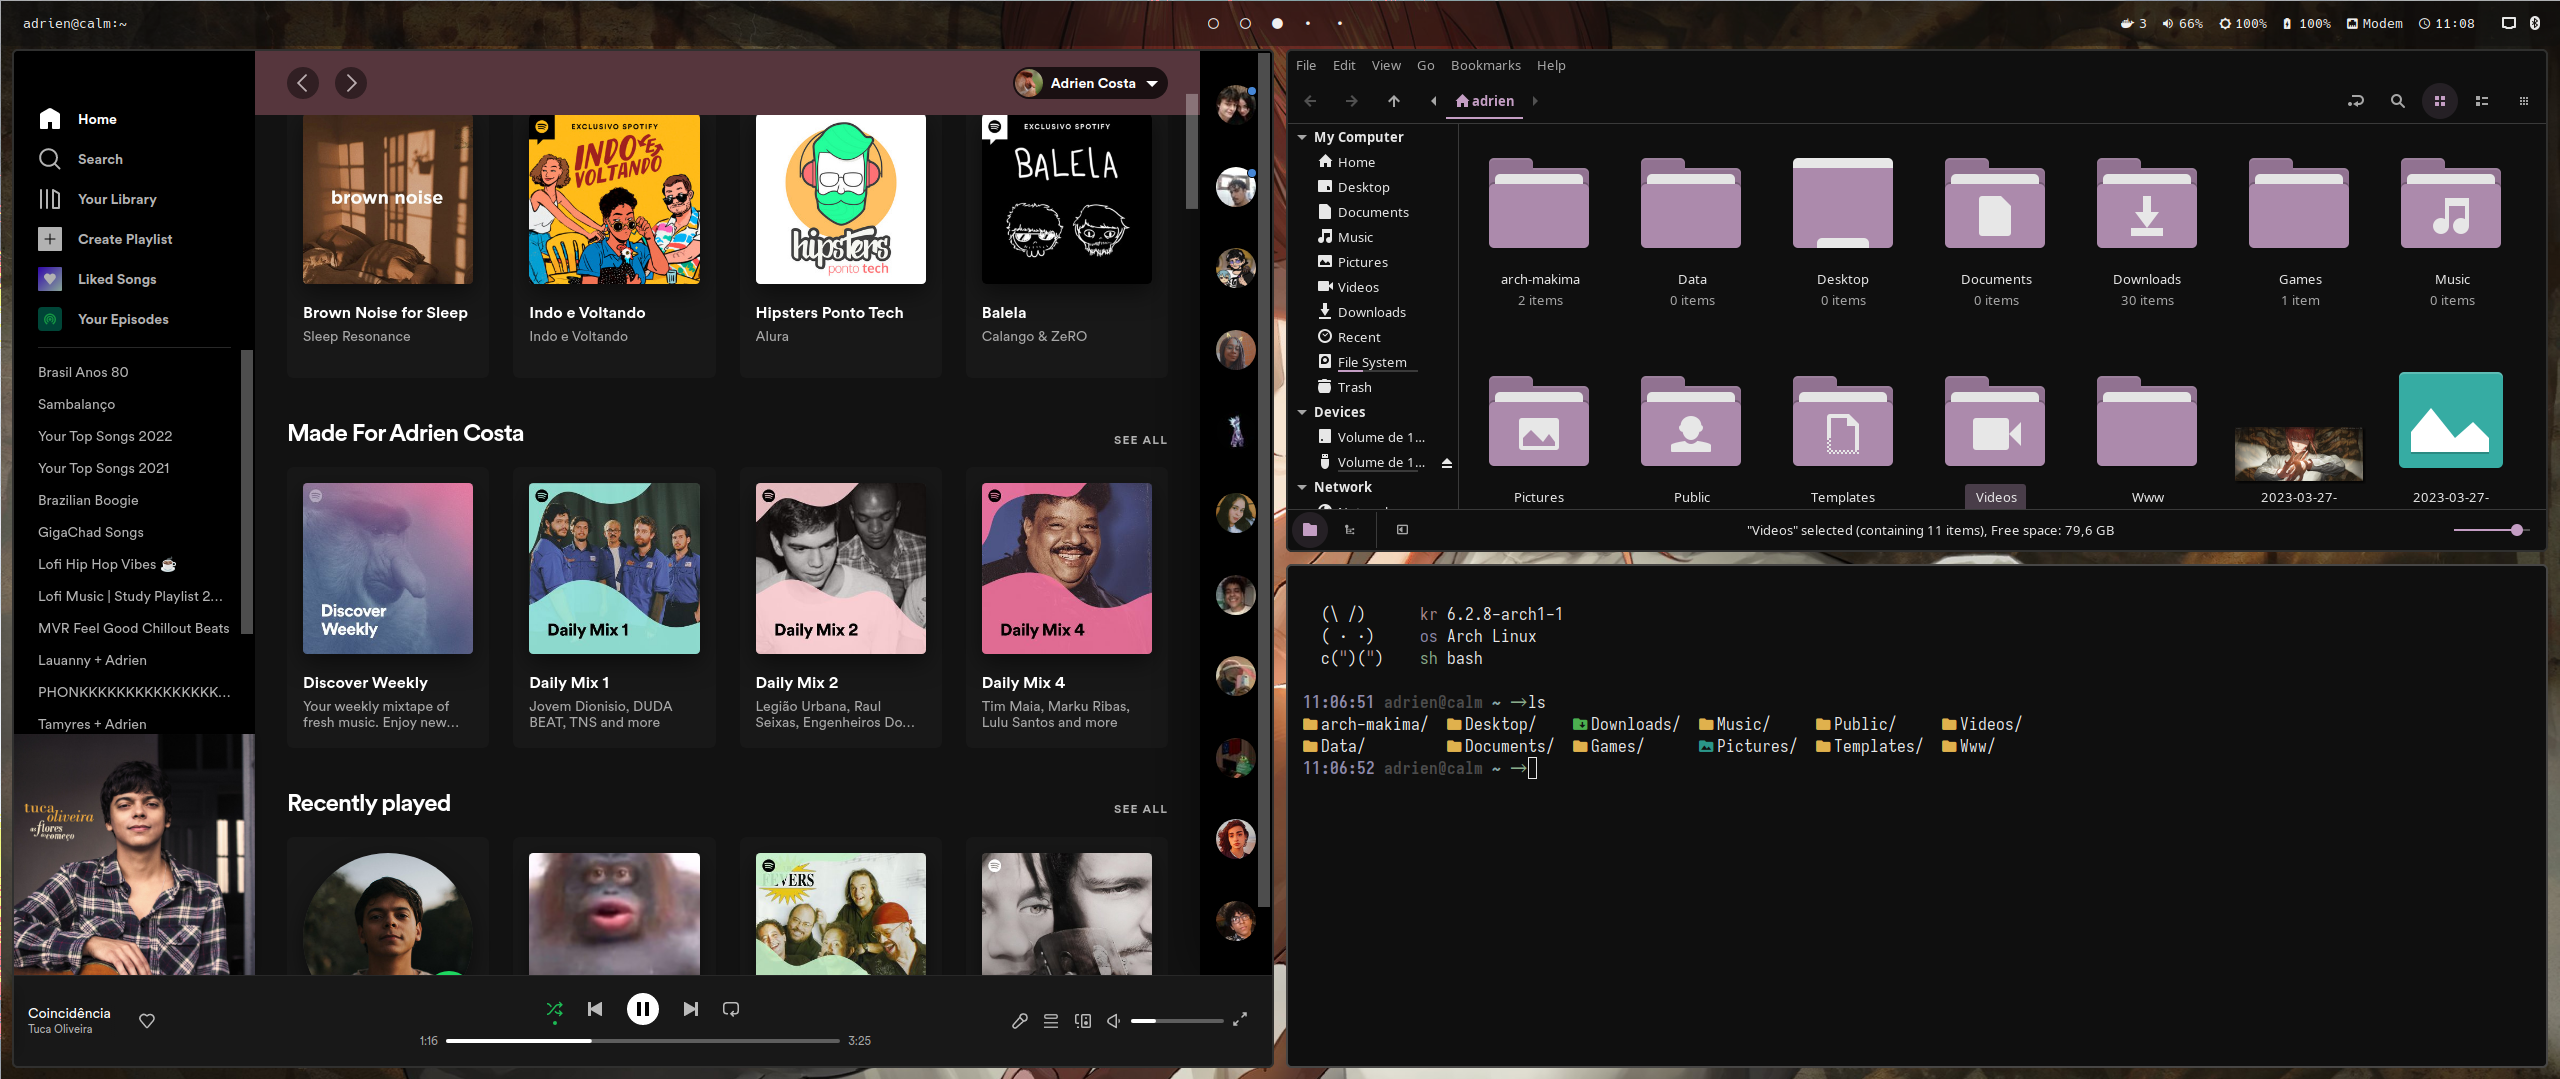 adrien@calm:~
3 66% 100% 100% Modem 11:08
Home
Search
Your Library
Create Playlist
Liked Songs
Your Episodes
Brasil Anos 80
Sambalanço
Your Top Songs 2022
Your Top Songs 2021
Brazilian Boogie
GigaChad Songs
Lofi Hip Hop Vibes ☕
Lofi Music | Study Playlist 2...
MVR Feel Good Chillout Beats
Lauanny + Adrien
PHONKKKKKKKKKKKKKKK...
Tamyres + Adrien
tuca
oliveira
as flores
do começo
Adrien Costa
brown noise
EXCLUSIVO SPOTIFY
INDO E
VOLTANDO
hipsters
ponto tech
EXCLUSIVO SPOTIFY
BALELA
Brown Noise for Sleep
Sleep Resonance
Indo e Voltando
Indo e Voltando
Hipsters Ponto Tech
Alura
Balela
Calango & ZeRO
Made For Adrien Costa
SEE ALL
Discover
Weekly
Daily Mix 1
Daily Mix 2
Daily Mix 4
Discover Weekly
Your weekly mixtape of
fresh music. Enjoy new...
Daily Mix 1
Jovem Dionisio, DUDA
BEAT, TNS and more
Daily Mix 2
Legião Urbana, Raul
Seixas, Engenheiros Do...
Daily Mix 4
Tim Maia, Marku Ribas,
Lulu Santos and more
Recently played
SEE ALL
FEVERS
Coincidência
Tuca Oliveira
1:16
3:25
File Edit View Go Bookmarks Help
adrien
My Computer
Home
Desktop
Documents
Music
Pictures
Videos
Downloads
Recent
File System
Trash
Devices
Volume de 1...
Volume de 1...
Network
arch-makima
2 items
Data
0 items
Desktop
0 items
Documents
0 items
Downloads
30 items
Games
1 item
Music
0 items
Pictures
Public
Templates
Videos
Www
2023-03-27-
2023-03-27-
"Videos" selected (containing 11 items), Free space: 79,6 GB
(\ /) kr 6.2.8-arch1-1
( · ·) os Arch Linux
c(")(") sh bash
11:06:51 adrien@calm ~ →ls
arch-makima/ Desktop/ Downloads/ Music/ Public/ Videos/
Data/ Documents/ Games/ Pictures/ Templates/ Www/
11:06:52 adrien@calm ~ →